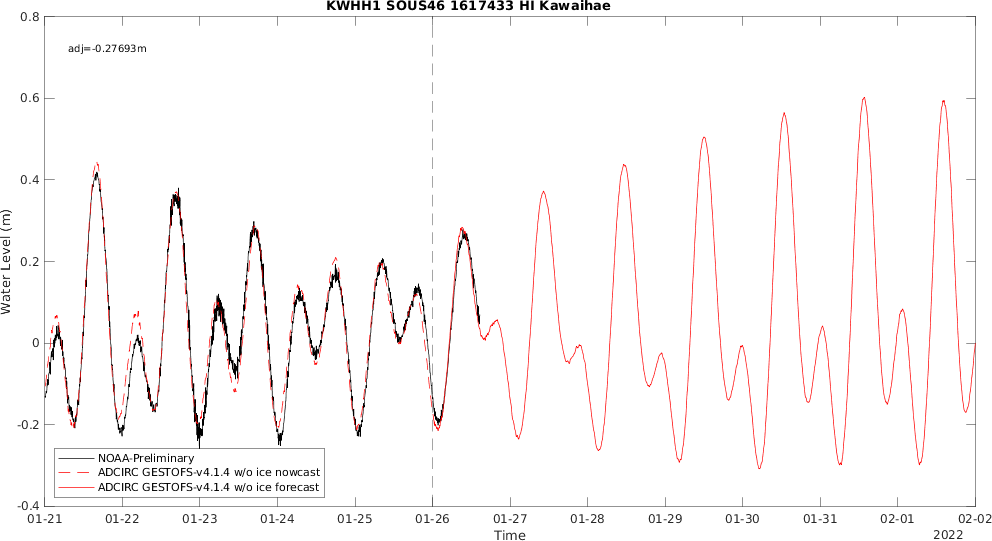 KWHH1 SOUS46 1617433 HI Kawaihae
adj=-0.27693m
Water Level (m)
0.8
0.6
0.4
0.2
0
-0.2
-0.4
NOAA-Preliminary
ADCIRC GESTOFS-v4.1.4 w/o ice nowcast
ADCIRC GESTOFS-v4.1.4 w/o ice forecast
01-21 01-22 01-23 01-24 01-25 01-26 01-27 01-28 01-29 01-30 01-31 02-01 02-02
Time
2022